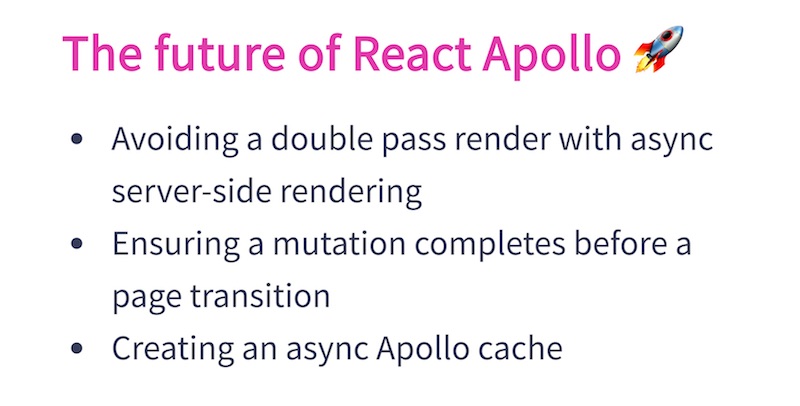 The future of React Apollo 🚀
• Avoiding a double pass render with async
server-side rendering
• Ensuring a mutation completes before a
page transition
• Creating an async Apollo cache